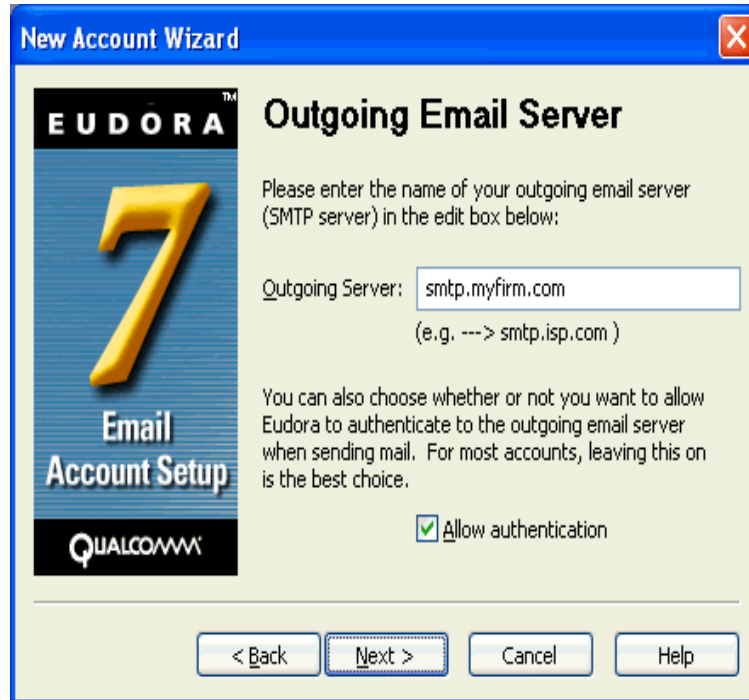 New Account Wizard
EUDORA™
7
Email
Account Setup
QUALCOMM
Outgoing Email Server
Please enter the name of your outgoing email server
(SMTP server) in the edit box below:
Outgoing Server: smtp.myfirm.com
(e.g. ---> smtp.isp.com )
You can also choose whether or not you want to allow
Eudora to authenticate to the outgoing email server
when sending mail.  For most accounts, leaving this on
is the best choice.
Allow authentication
< Back Next > Cancel Help